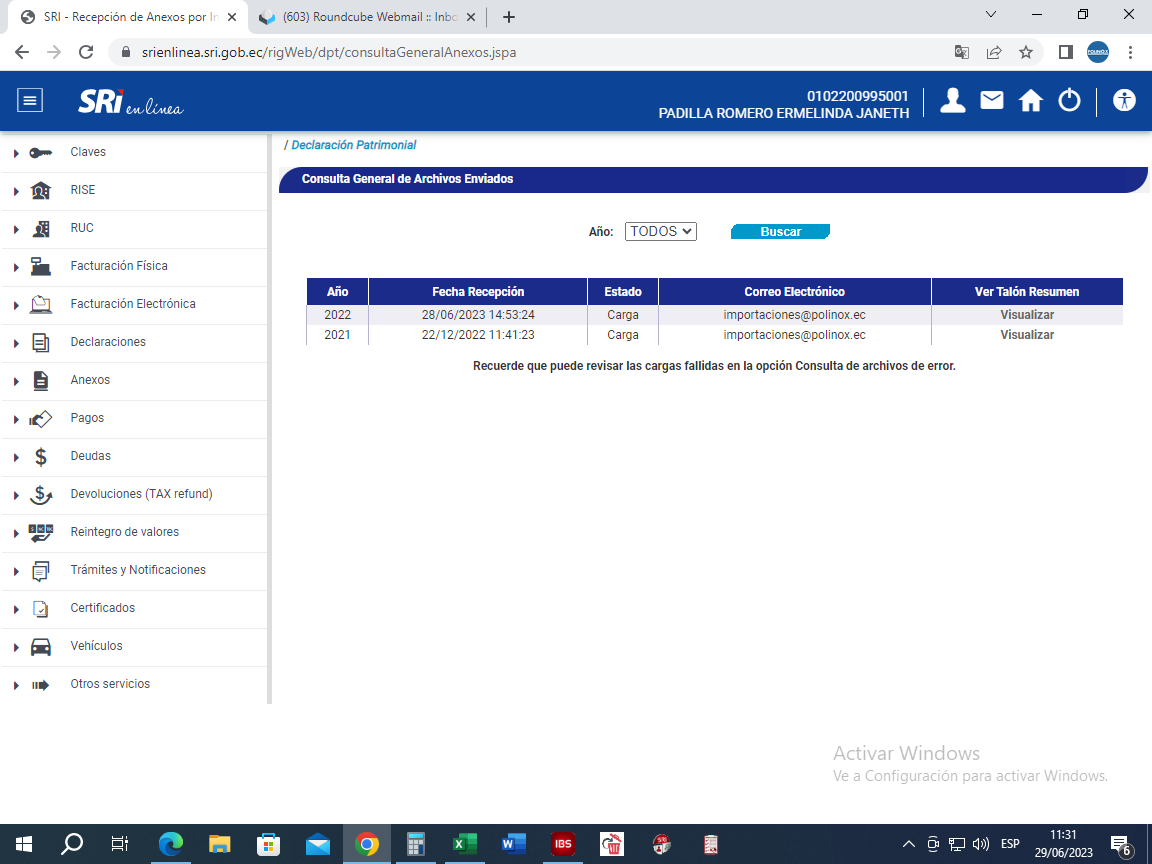 SRI - Recepción de Anexos por In
(603) Roundcube Webmail :: Inbo
srienlinea.sri.gob.ec/rigWeb/dpt/consultaGeneralAnexos.jspa
POLINOX
SRi en línea
0102200995001
PADILLA ROMERO ERMELINDA JANETH
Claves
RISE
RUC
Facturación Física
Facturación Electrónica
Declaraciones
Anexos
Pagos
Deudas
Devoluciones (TAX refund)
Reintegro de valores
Trámites y Notificaciones
Certificados
Vehículos
Otros servicios
/ Declaración Patrimonial
Consulta General de Archivos Enviados
Año: TODOS Buscar
Año Fecha Recepción Estado Correo Electrónico Ver Talón Resumen
2022 28/06/2023 14:53:24 Carga importaciones@polinox.ec Visualizar
2021 22/12/2022 11:41:23 Carga importaciones@polinox.ec Visualizar
Recuerde que puede revisar las cargas fallidas en la opción Consulta de archivos de error.
Activar Windows
Ve a Configuración para activar Windows.
IBS
ESP
11:31
29/06/2023
6